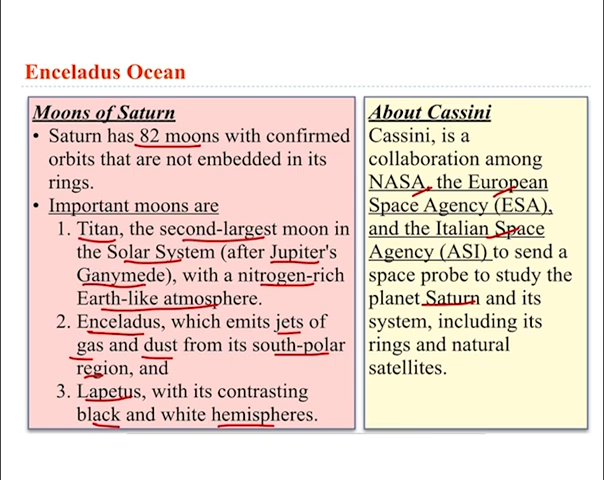 Enceladus Ocean
Moons of Saturn
• Saturn has 82 moons with confirmed
orbits that are not embedded in its
rings.
• Important moons are
1. Titan, the second-largest moon in
the Solar System (after Jupiter's
Ganymede), with a nitrogen-rich
Earth-like atmosphere.
2. Enceladus, which emits jets of
gas and dust from its south-polar
region, and
3. Lapetus, with its contrasting
black and white hemispheres.
About Cassini
Cassini, is a
collaboration among
NASA, the European
Space Agency (ESA),
and the Italian Space
Agency (ASI) to send a
space probe to study the
planet Saturn and its
system, including its
rings and natural
satellites.